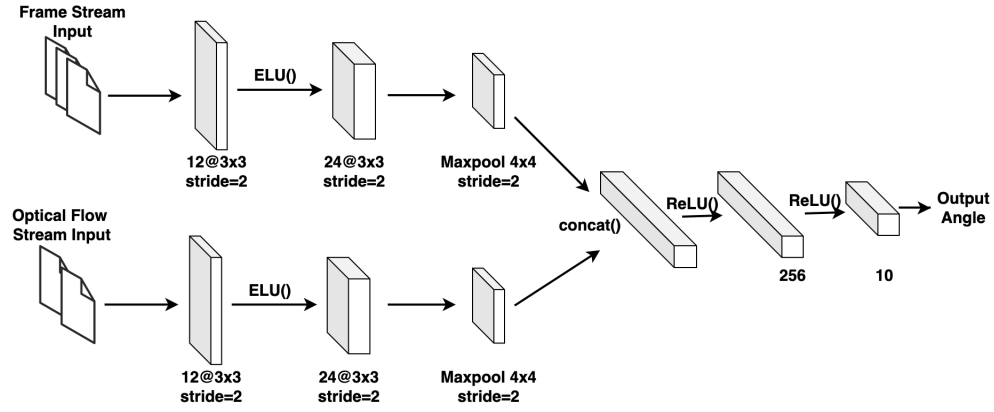 Frame Stream
Input
ELU()
12@3x3
stride=2
24@3x3
stride=2
Maxpool 4x4
stride=2
Optical Flow
Stream Input
ELU()
12@3x3
stride=2
24@3x3
stride=2
Maxpool 4x4
stride=2
concat()
ReLU()
256
ReLU()
10
Output
Angle